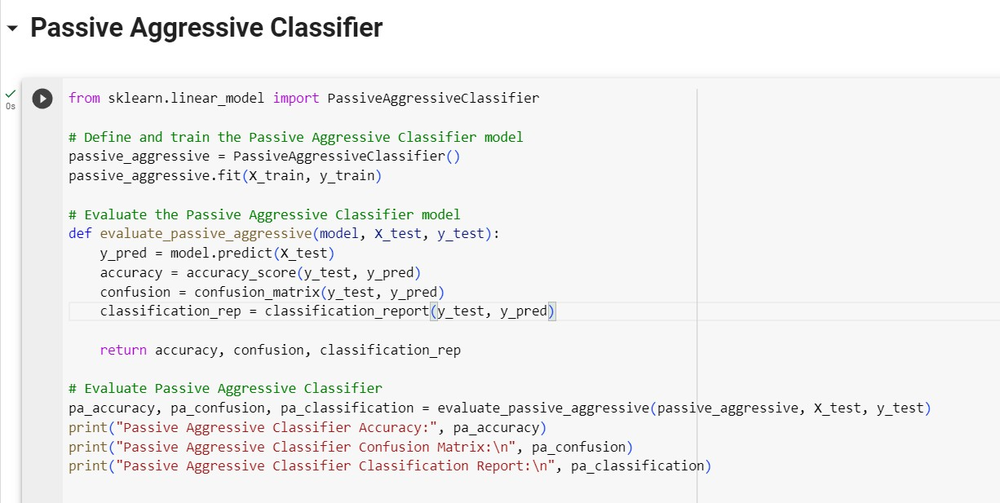 Passive Aggressive Classifier
0s
from sklearn.linear_model import PassiveAggressiveClassifier
# Define and train the Passive Aggressive Classifier model
passive_aggressive = PassiveAggressiveClassifier()
passive_aggressive.fit(X_train, y_train)
# Evaluate the Passive Aggressive Classifier model
def evaluate_passive_aggressive(model, X_test, y_test):
    y_pred = model.predict(X_test)
    accuracy = accuracy_score(y_test, y_pred)
    confusion = confusion_matrix(y_test, y_pred)
    classification_rep = classification_report(y_test, y_pred)
    return accuracy, confusion, classification_rep
# Evaluate Passive Aggressive Classifier
pa_accuracy, pa_confusion, pa_classification = evaluate_passive_aggressive(passive_aggressive, X_test, y_test)
print("Passive Aggressive Classifier Accuracy:", pa_accuracy)
print("Passive Aggressive Classifier Confusion Matrix:\n", pa_confusion)
print("Passive Aggressive Classifier Classification Report:\n", pa_classification)